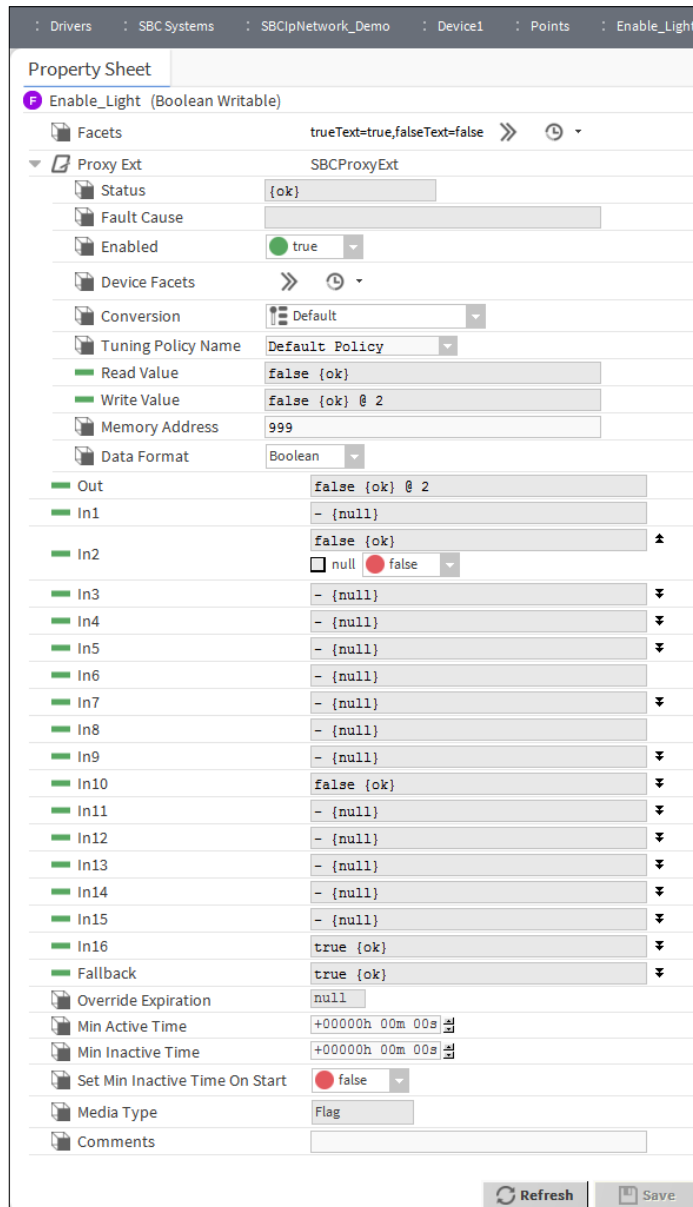 : Drivers : SBC Systems : SBCIpNetwork_Demo : Device1 : Points : Enable_Light
Property Sheet
F Enable_Light (Boolean Writable)
Facets trueText=true,falseText=false
Proxy Ext SBCProxyExt
Status {ok}
Fault Cause
Enabled true
Device Facets
Conversion Default
Tuning Policy Name Default Policy
Read Value false {ok}
Write Value false {ok} @ 2
Memory Address 999
Data Format Boolean
Out false {ok} @ 2
In1 - {null}
false {ok}
In2
null false
In3 - {null}
In4 - {null}
In5 - {null}
In6 - {null}
In7 - {null}
In8 - {null}
In9 - {null}
In10 false {ok}
In11 - {null}
In12 - {null}
In13 - {null}
In14 - {null}
In15 - {null}
In16 true {ok}
Fallback true {ok}
Override Expiration null
Min Active Time +00000h 00m 00s
Min Inactive Time +00000h 00m 00s
Set Min Inactive Time On Start false
Media Type Flag
Comments
Refresh Save